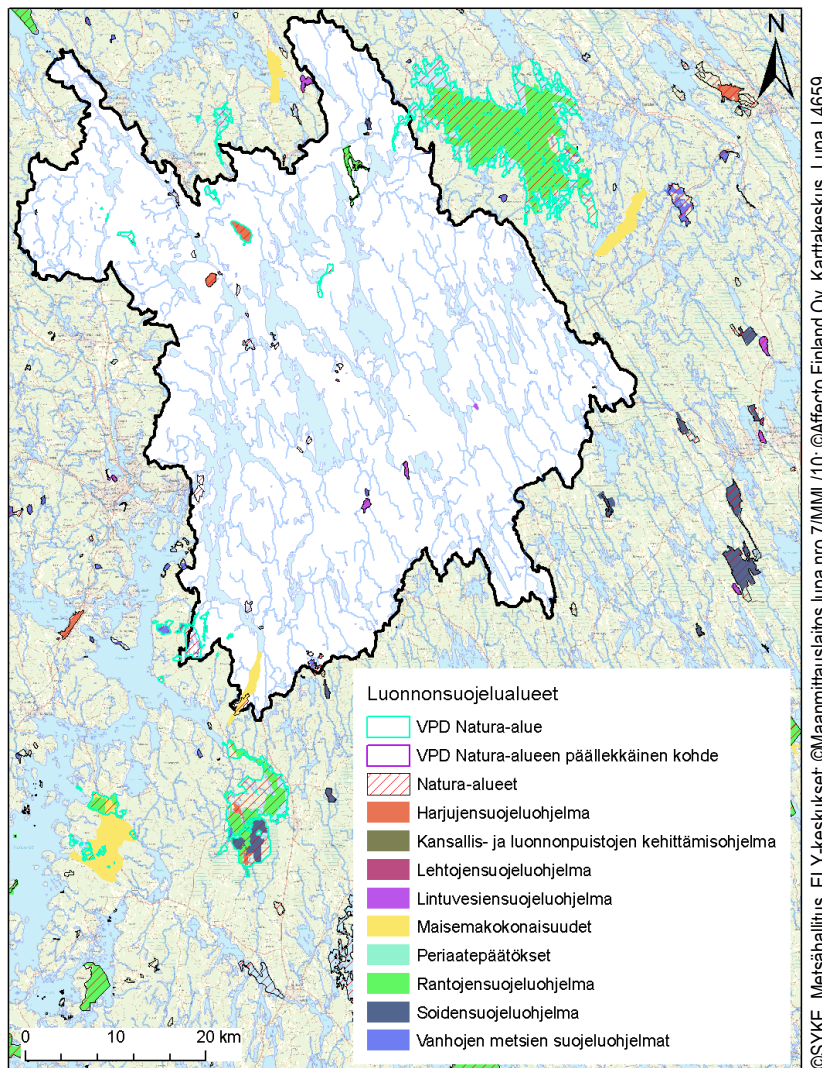 N
Luonnonsuojelualueet
VPD Natura-alue
VPD Natura-alueen päällekkäinen kohde
Natura-alueet
Harjujensuojeluohjelma
Kansallis- ja luonnonpuistojen kehittämisohjelma
Lehtojensuojeluohjelma
Lintuvesiensuojeluohjelma
Maisemakokonaisuudet
Periaatepäätökset
Rantojensuojeluohjelma
Soidensuojeluohjelma
Vanhojen metsien suojeluohjelmat
0 10 20 km
©SYKE, Metsähallitus, ELY-keskukset; ©Maanmittauslaitos lupa nro 7/MML/10; ©Affecto Finland Oy, Karttakeskus, Lupa L4659